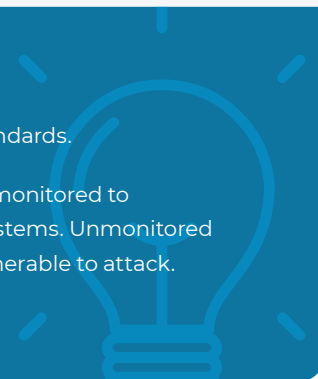 ndards.
monitored to
stems. Unmonitored
nerable to attack.